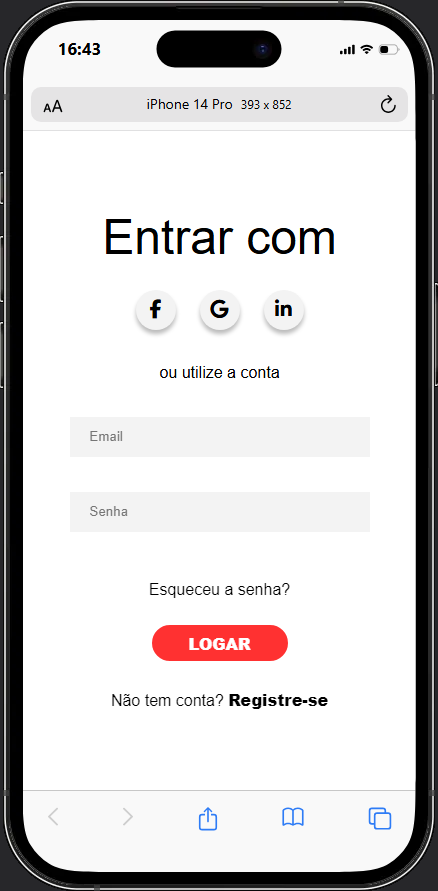 16:43
AA iPhone 14 Pro 393 x 852
Entrar com
f G in
ou utilize a conta
Email
Senha
Esqueceu a senha?
LOGAR
Não tem conta? Registre-se